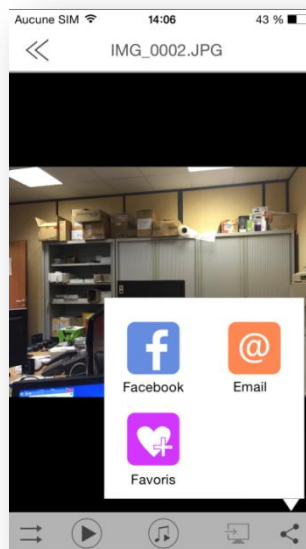 Aucune SIM 14:06 43 %
IMG_0002.JPG
Facebook Email
Favoris